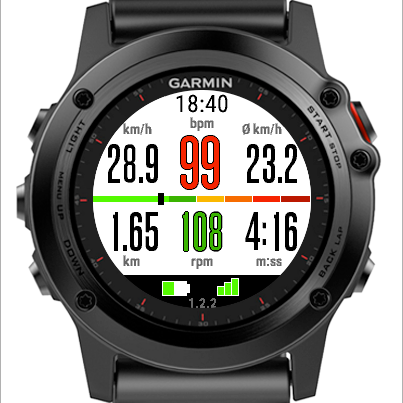 GARMIN
18:40
km/h bpm Ø km/h
28.9 99 23.2
1.65 108 4:16
km rpm m:ss
1.2.2
LIGHT
MENU UP
DOWN
START STOP
BACK LAP
30